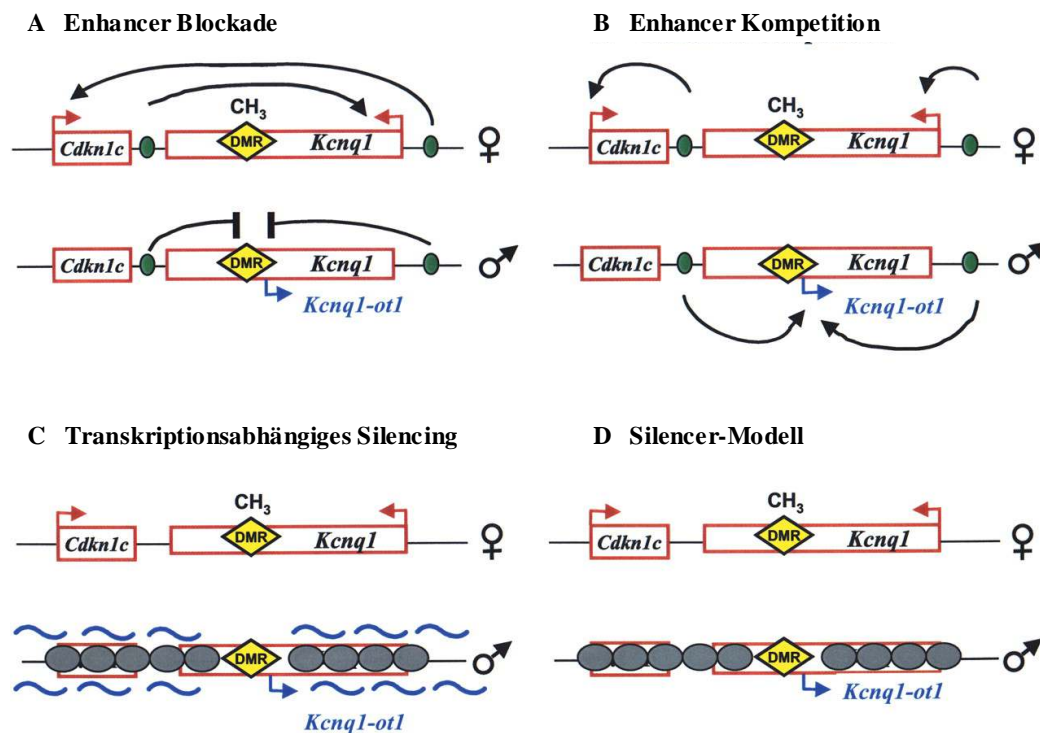 A Enhancer Blockade
CH3
Cdkn1c DMR Kcnq1 ♀
Cdkn1c DMR Kcnq1 ♂
Kcnq1-ot1
B Enhancer Kompetition
CH3
Cdkn1c DMR Kcnq1 ♀
Cdkn1c DMR Kcnq1 ♂
Kcnq1-ot1
C Transkriptionsabhängiges Silencing
CH3
Cdkn1c DMR Kcnq1 ♀
DMR ♂
Kcnq1-ot1
D Silencer-Modell
CH3
Cdkn1c DMR Kcnq1 ♀
DMR ♂
Kcnq1-ot1